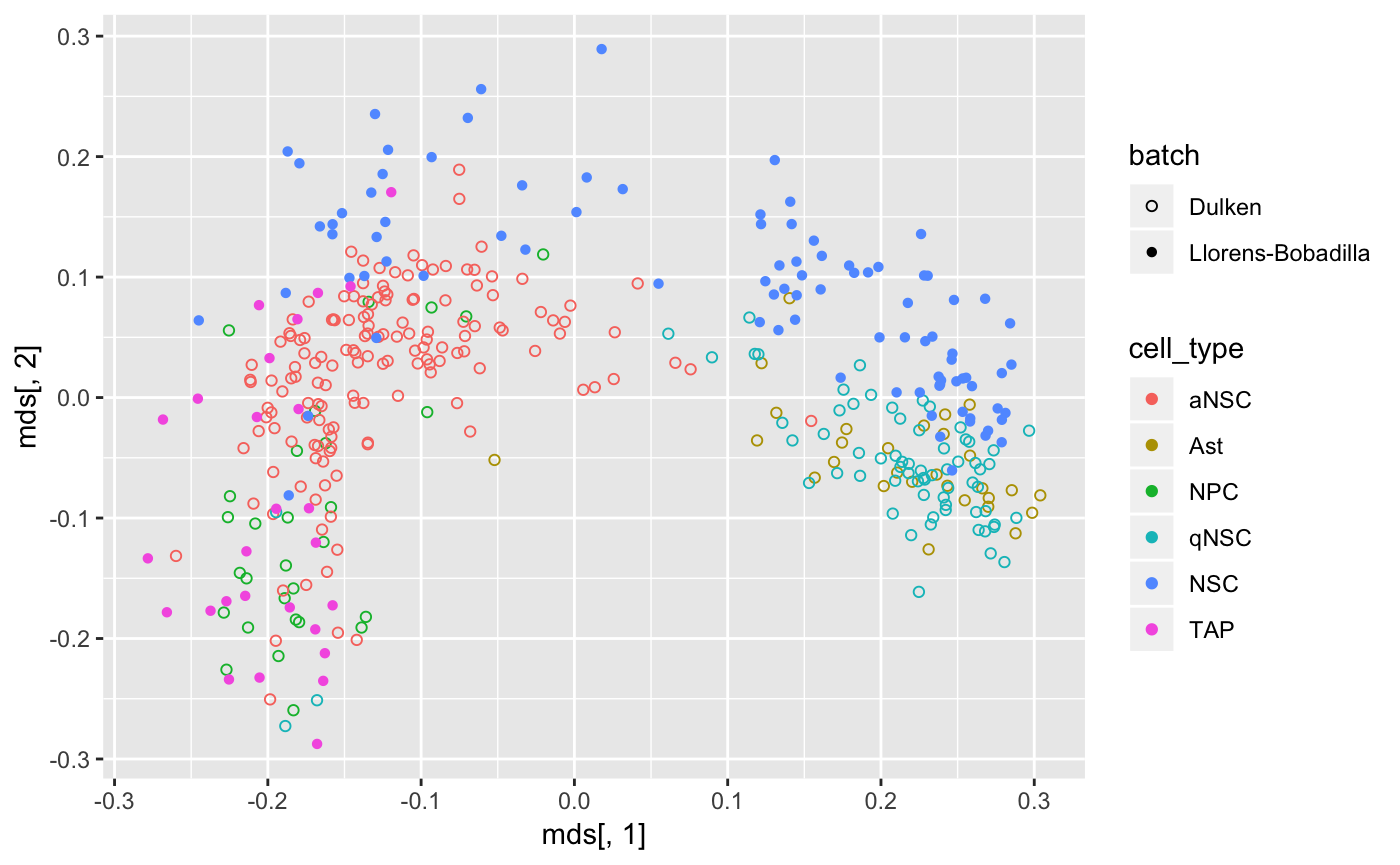 0.3
0.2
0.1
0.0
-0.1
-0.2
-0.3
mds[, 2]
-0.3 -0.2 -0.1 0.0 0.1 0.2 0.3
mds[, 1]
batch
Dulken
Llorens-Bobadilla
cell_type
aNSC
Ast
NPC
qNSC
NSC
TAP